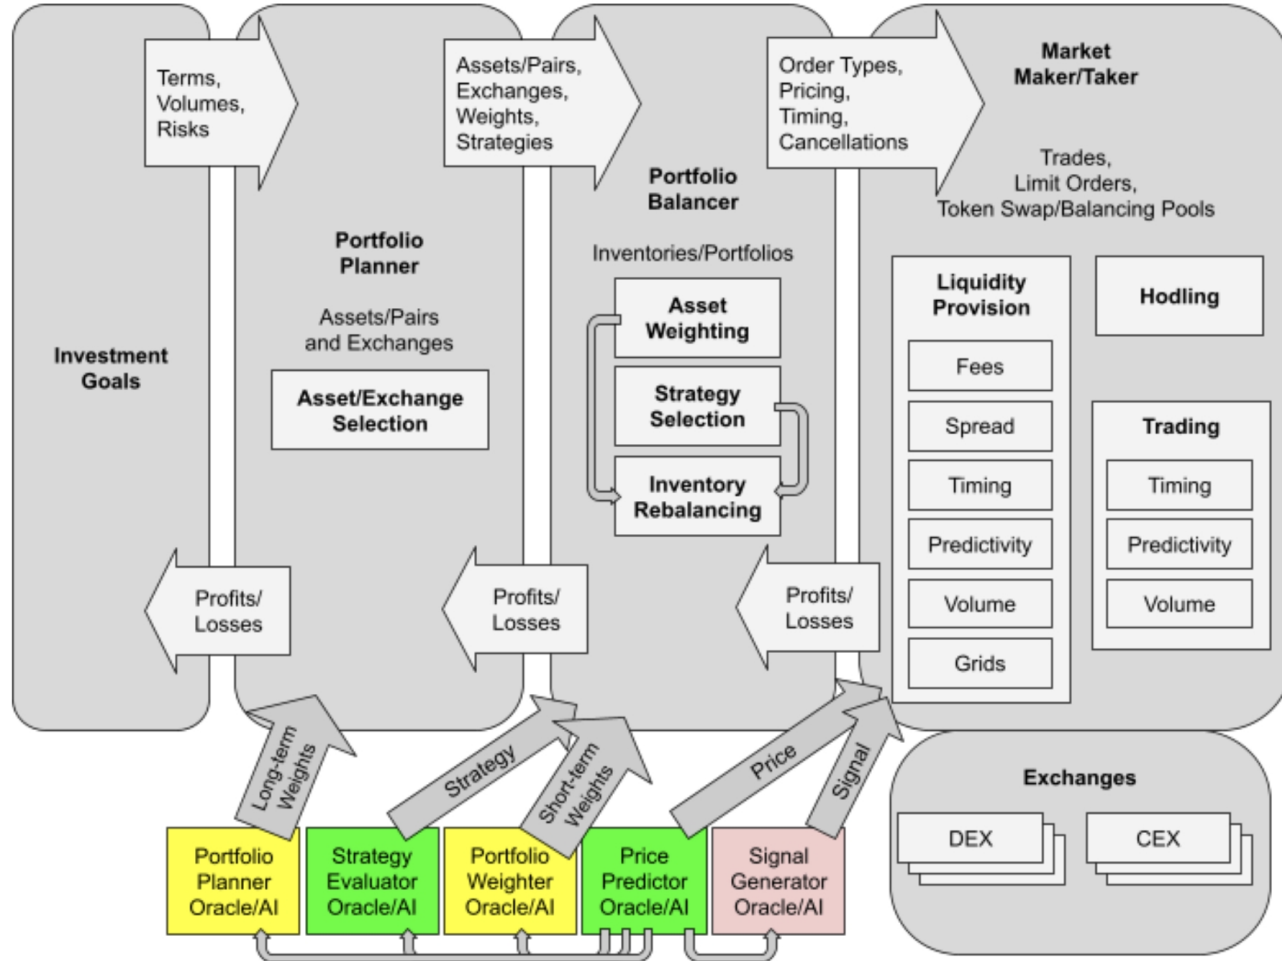 Terms,
Volumes,
Risks
Assets/Pairs,
Exchanges,
Weights,
Strategies
Order Types,
Pricing,
Timing,
Cancellations
Market
Maker/Taker
Trades,
Limit Orders,
Token Swap/Balancing Pools
Investment
Goals
Portfolio
Planner
Assets/Pairs
and Exchanges
Asset/Exchange
Selection
Portfolio
Balancer
Inventories/Portfolios
Asset
Weighting
Strategy
Selection
Inventory
Rebalancing
Liquidity
Provision
Fees
Spread
Timing
Predictivity
Volume
Grids
Hodling
Trading
Timing
Predictivity
Volume
Profits/
Losses
Profits/
Losses
Profits/
Losses
Long-term
Weights
Strategy
Short-term
Weights
Price
Signal
Portfolio
Planner
Oracle/AI
Strategy
Evaluator
Oracle/AI
Portfolio
Weighter
Oracle/AI
Price
Predictor
Oracle/AI
Signal
Generator
Oracle/AI
Exchanges
DEX
CEX